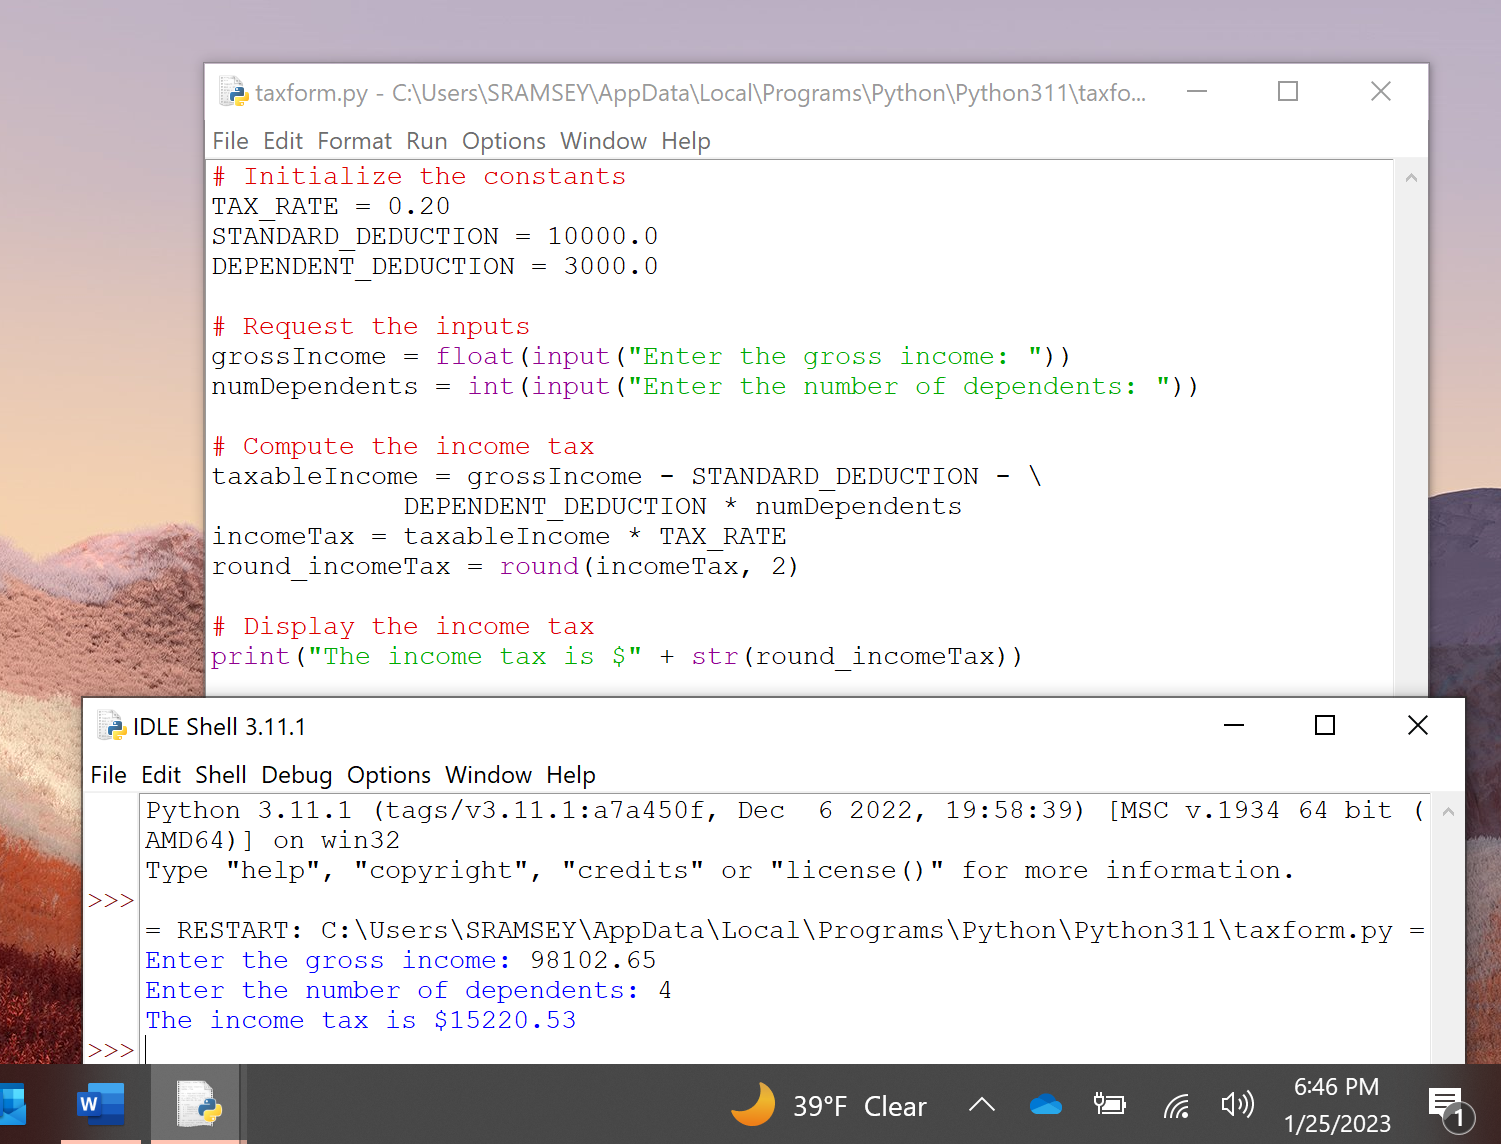 taxform.py - C:\Users\SRAMSEY\AppData\Local\Programs\Python\Python311\taxfo...
File Edit Format Run Options Window Help
# Initialize the constants
TAX_RATE = 0.20
STANDARD_DEDUCTION = 10000.0
DEPENDENT_DEDUCTION = 3000.0
# Request the inputs
grossIncome = float(input("Enter the gross income: "))
numDependents = int(input("Enter the number of dependents: "))
# Compute the income tax
taxableIncome = grossIncome - STANDARD_DEDUCTION - \
DEPENDENT_DEDUCTION * numDependents
incomeTax = taxableIncome * TAX_RATE
round_incomeTax = round(incomeTax, 2)
# Display the income tax
print("The income tax is $" + str(round_incomeTax))
IDLE Shell 3.11.1
File Edit Shell Debug Options Window Help
Python 3.11.1 (tags/v3.11.1:a7a450f, Dec  6 2022, 19:58:39) [MSC v.1934 64 bit (
AMD64)] on win32
Type "help", "copyright", "credits" or "license()" for more information.
>>>
= RESTART: C:\Users\SRAMSEY\AppData\Local\Programs\Python\Python311\taxform.py =
Enter the gross income: 98102.65
Enter the number of dependents: 4
The income tax is $15220.53
>>>
W
39°F Clear
6:46 PM
1/25/2023
1